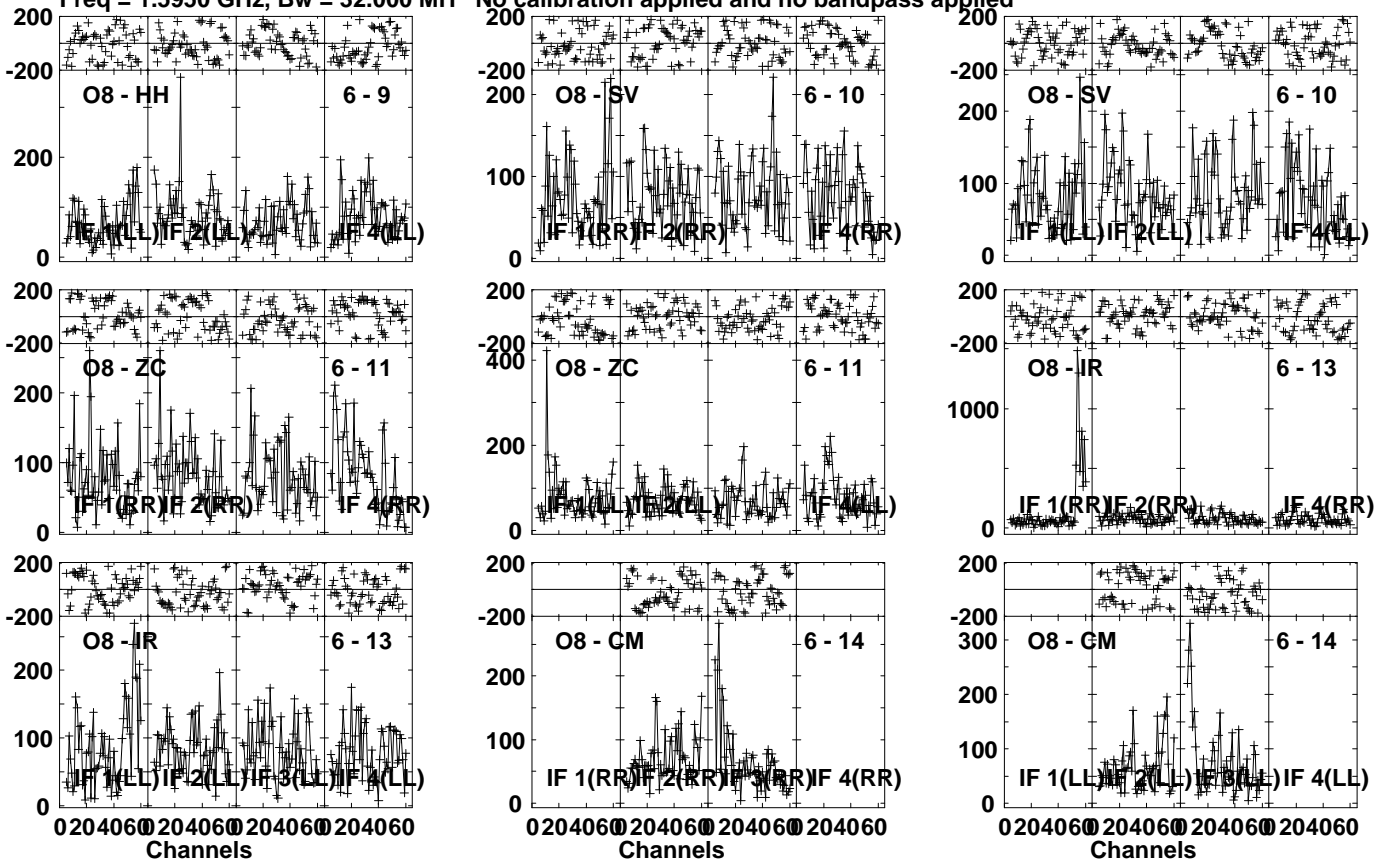 Freq = 1.5950 GHz, Bw = 32.000 MH No calibration applied and no bandpass applied
200
-200
O8 - HH
6 - 9
200
0
IF 1(LL) IF 2(LL) IF 4(LL)
200
-200
O8 - SV
6 - 10
200
100
0
IF 1(RR) IF 2(RR) IF 4(RR)
200
-200
O8 - SV
6 - 10
200
100
0
IF 1(LL) IF 2(LL) IF 4(LL)
200
-200
O8 - ZC
6 - 11
200
100
0
IF 1(RR) IF 2(RR) IF 4(RR)
200
-200
400
O8 - ZC
6 - 11
200
0
IF 1(LL) IF 2(LL) IF 4(LL)
200
-200
O8 - IR
6 - 13
1000
0
IF 1(RR) IF 2(RR) IF 4(RR)
200
-200
O8 - IR
6 - 13
200
100
0
IF 1(LL) IF 2(LL) IF 3(LL) IF 4(LL)
0 20 40 60 0 20 40 60 0 20 40 60 0 20 40 60
Channels
200
-200
O8 - CM
6 - 14
200
100
0
IF 1(RR) IF 2(RR) IF 3(RR) IF 4(RR)
0 20 40 60 0 20 40 60 0 20 40 60 0 20 40 60
Channels
200
-200
300
O8 - CM
6 - 14
200
100
0
IF 1(LL) IF 2(LL) IF 3(LL) IF 4(LL)
0 20 40 60 0 20 40 60 0 20 40 60 0 20 40 60
Channels